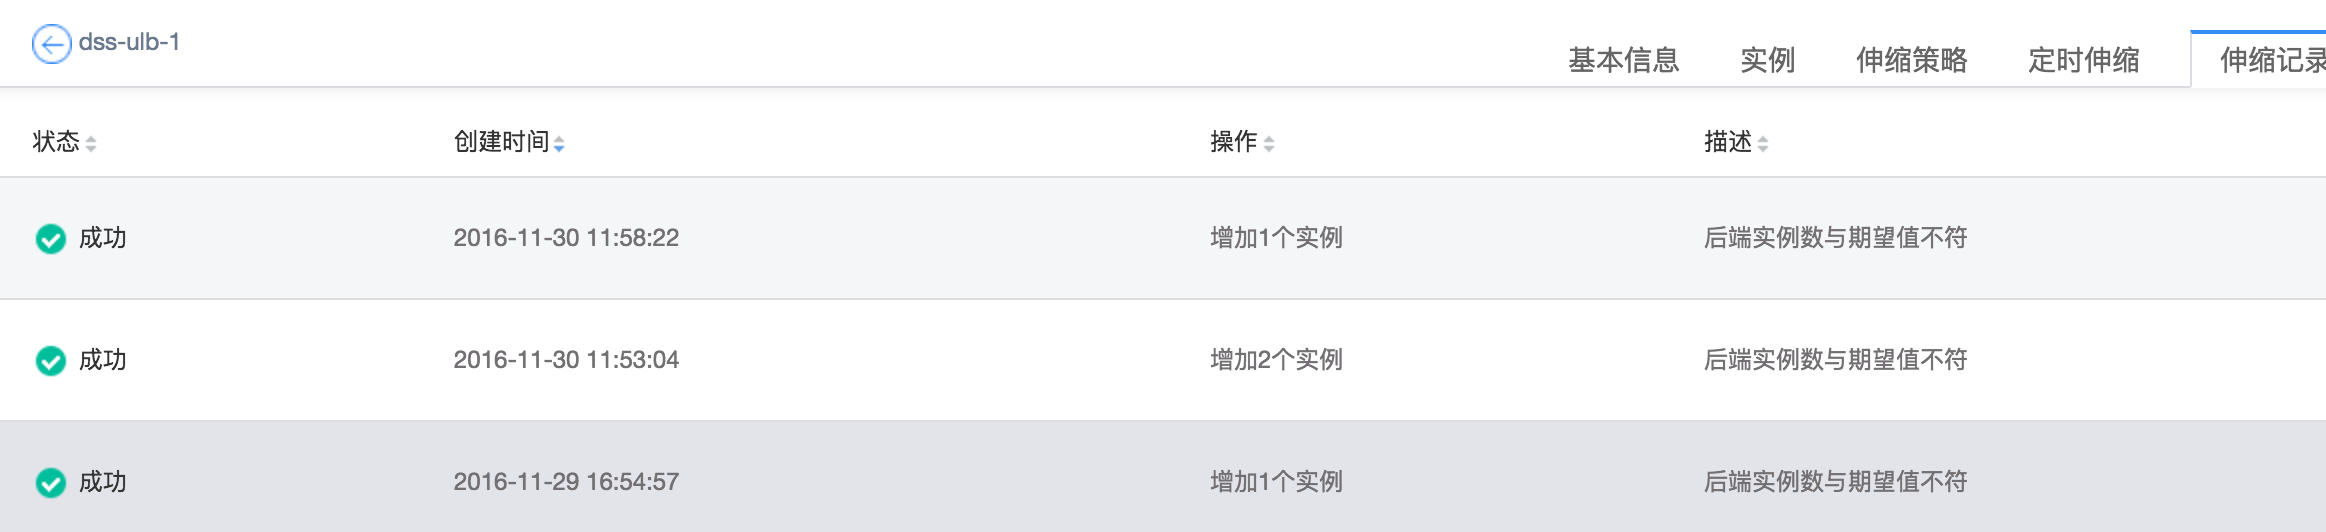 dss-ulb-1
基本信息 实例 伸缩策略 定时伸缩 伸缩记录
状态 创建时间 操作 描述
成功 2016-11-30 11:58:22 增加1个实例 后端实例数与期望值不符
成功 2016-11-30 11:53:04 增加2个实例 后端实例数与期望值不符
成功 2016-11-29 16:54:57 增加1个实例 后端实例数与期望值不符